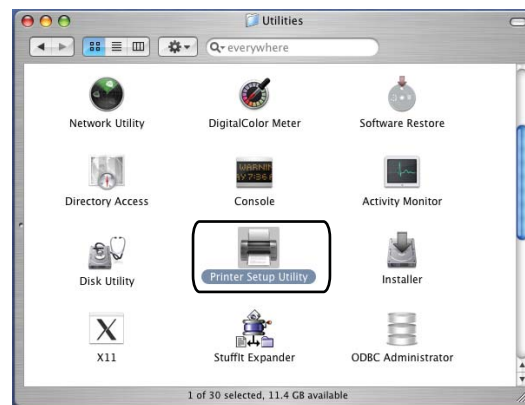 Utilities
everywhere
Network Utility
DigitalColor Meter
Software Restore
Directory Access
Console
Activity Monitor
Disk Utility
Printer Setup Utility
Installer
X11
StuffIt Expander
ODBC Administrator
1 of 30 selected, 11.4 GB available